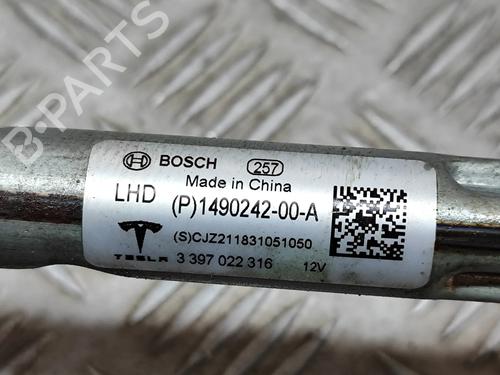 BOSCH
257
Made in China
LHD (P)1490242-00-A
(S)CJZ211831051050
TESLA 3 397 022 316 12V
B-PARTS